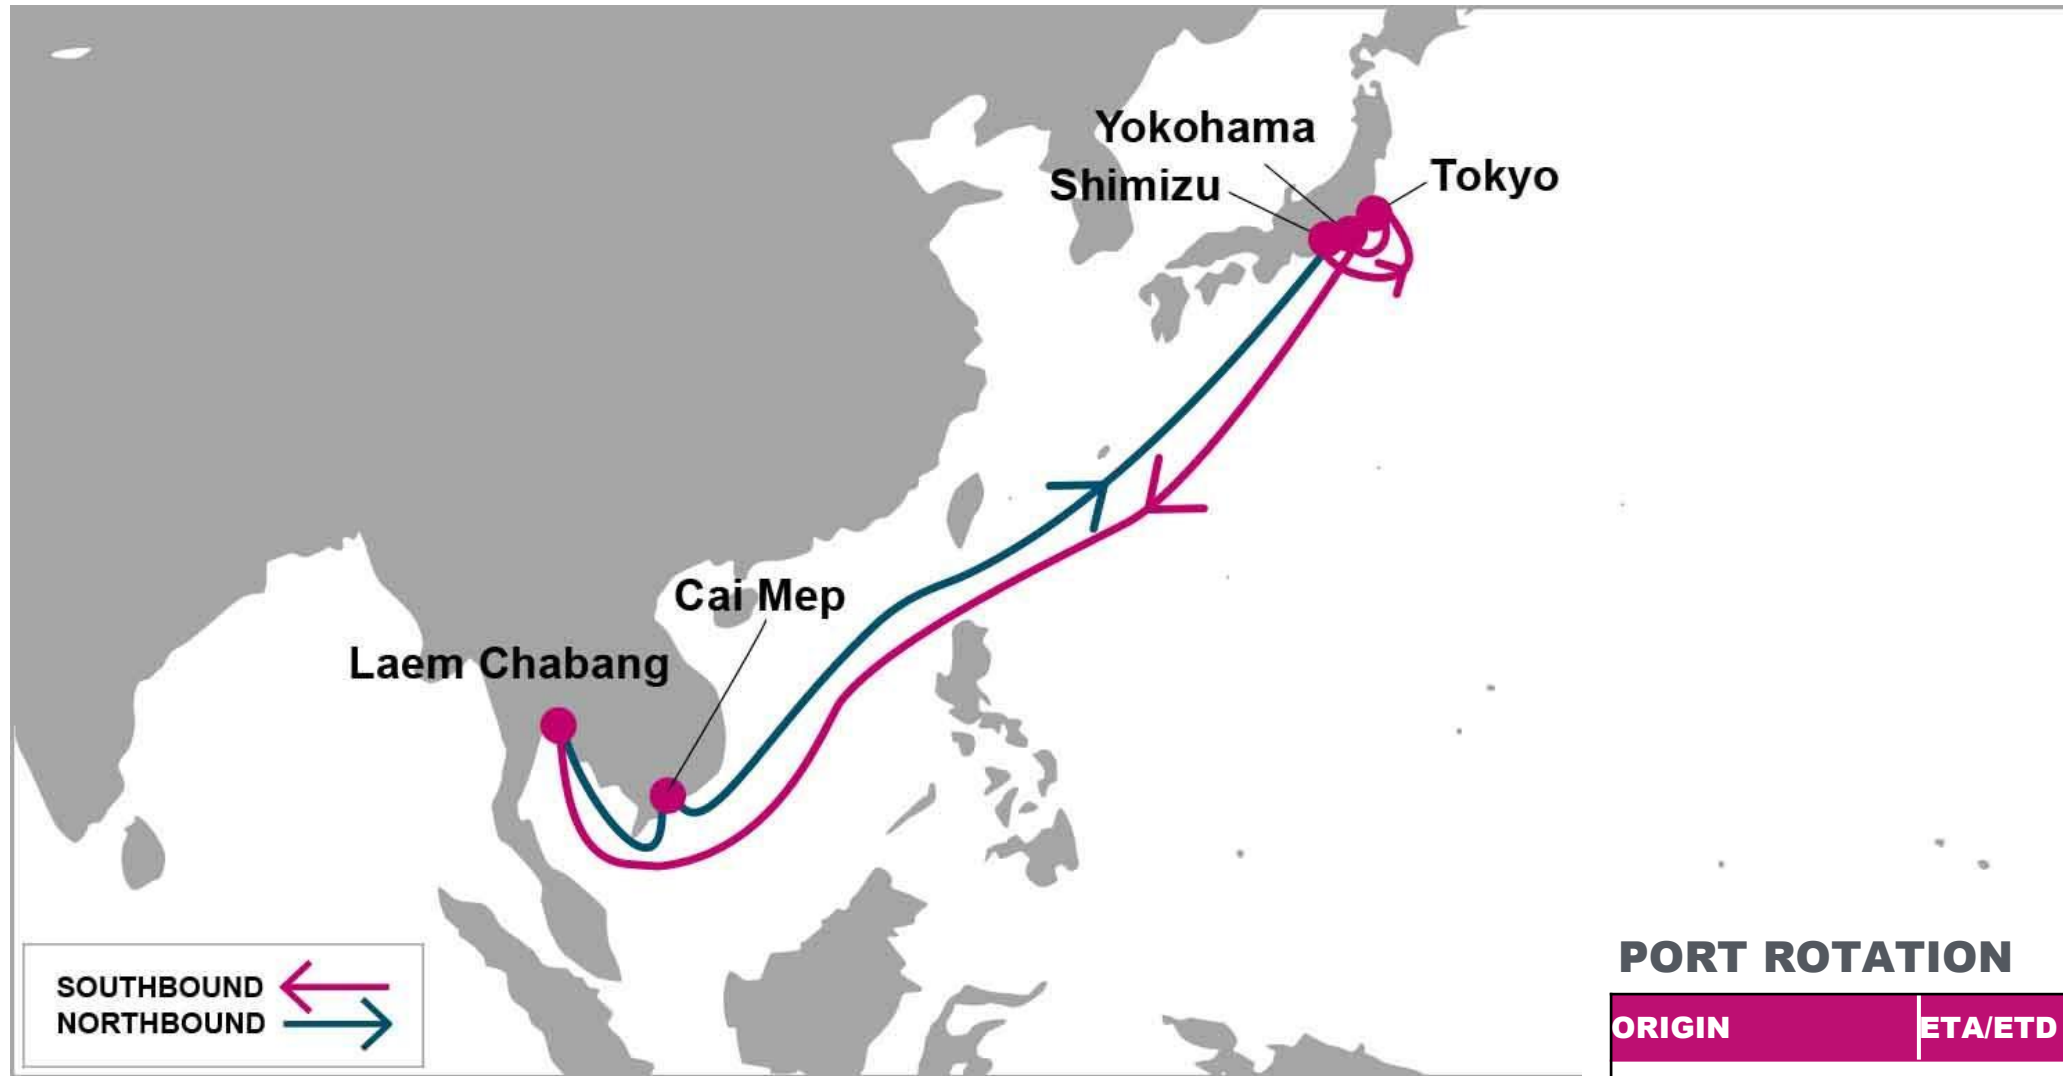 Yokohama
Shimizu
Tokyo
Cai Mep
Laem Chabang
SOUTHBOUND
NORTHBOUND
PORT ROTATION
ORIGIN ETA/ETD